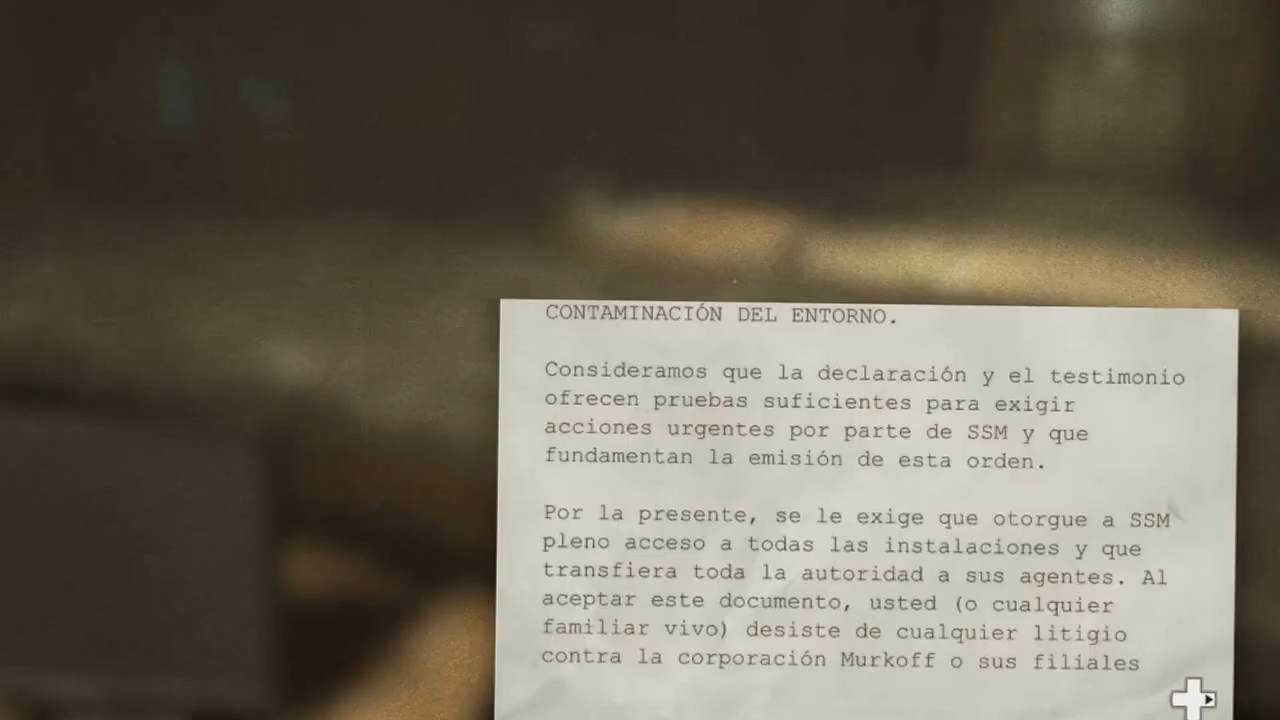 CONTAMINACIÓN DEL ENTORNO.
Consideramos que la declaración y el testimonio
ofrecen pruebas suficientes para exigir
acciones urgentes por parte de SSM y que
fundamentan la emisión de esta orden.
Por la presente, se le exige que otorgue a SSM
pleno acceso a todas las instalaciones y que
transfiera toda la autoridad a sus agentes. Al
aceptar este documento, usted (o cualquier
familiar vivo) desiste de cualquier litigio
contra la corporación Murkoff o sus filiales